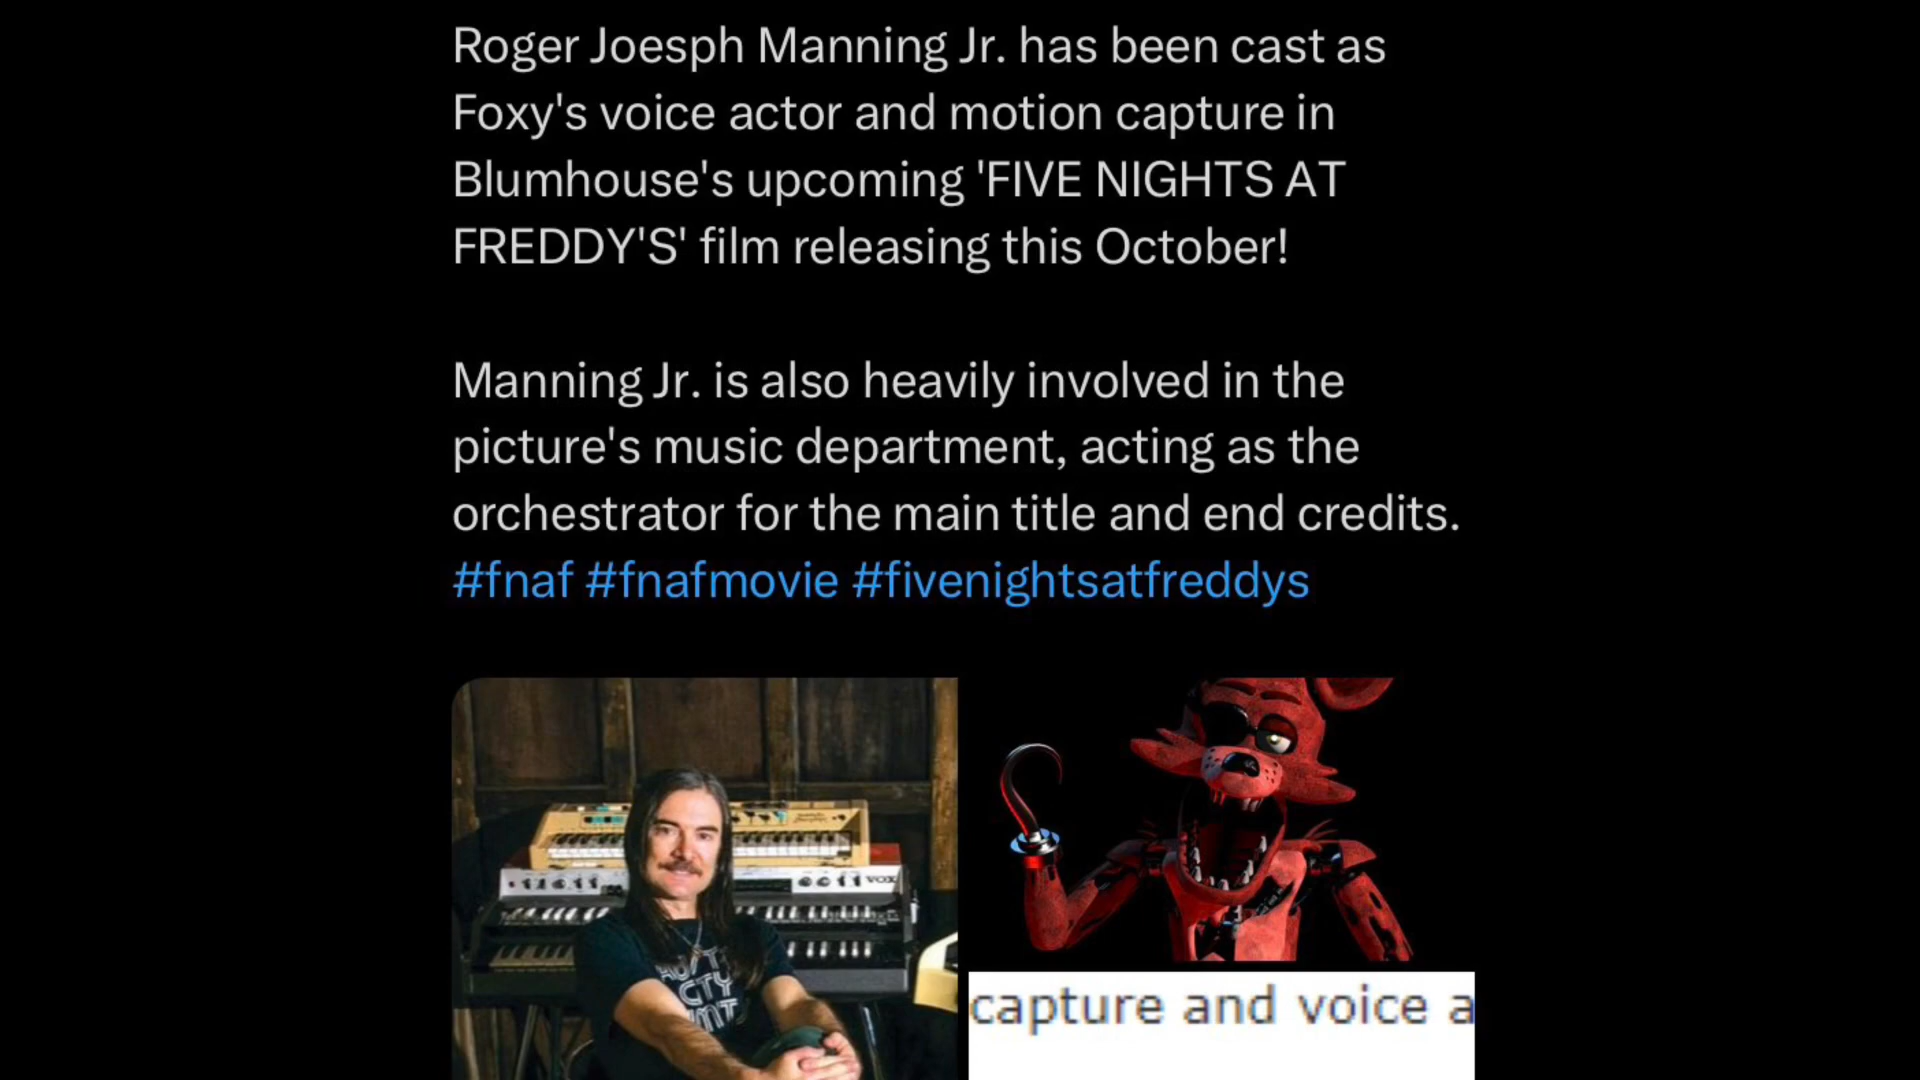 Roger Joesph Manning Jr. has been cast as
Foxy's voice actor and motion capture in
Blumhouse's upcoming 'FIVE NIGHTS AT
FREDDY'S' film releasing this October!
Manning Jr. is also heavily involved in the
picture's music department, acting as the
orchestrator for the main title and end credits.
#fnaf #fnafmovie #fivenightsatfreddys
VOX
capture and voice a